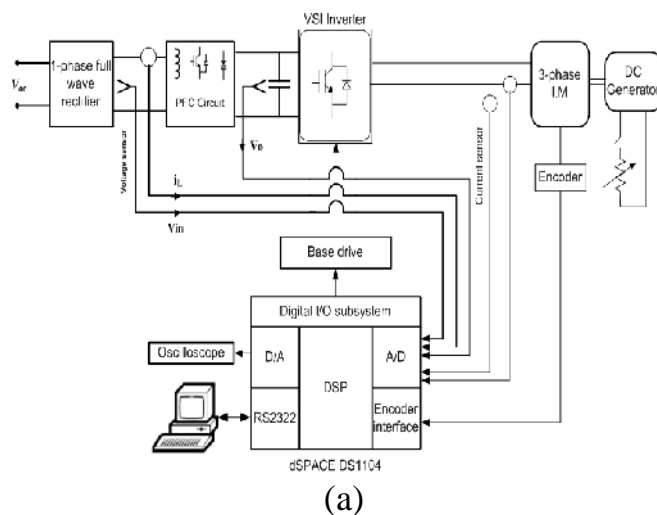 VSI Inverter
1-phase full
wave
rectifier
Vac
PFC Circuit
3-phase
I.M
DC
Generator
Voltage sensor
V0
iL
Vin
Current sensor
Encoder
Base drive
Digital I/O subsystem
Oscilloscope
D/A
DSP
A/D
RS2322
Encoder
interface
dSPACE DS1104
(a)